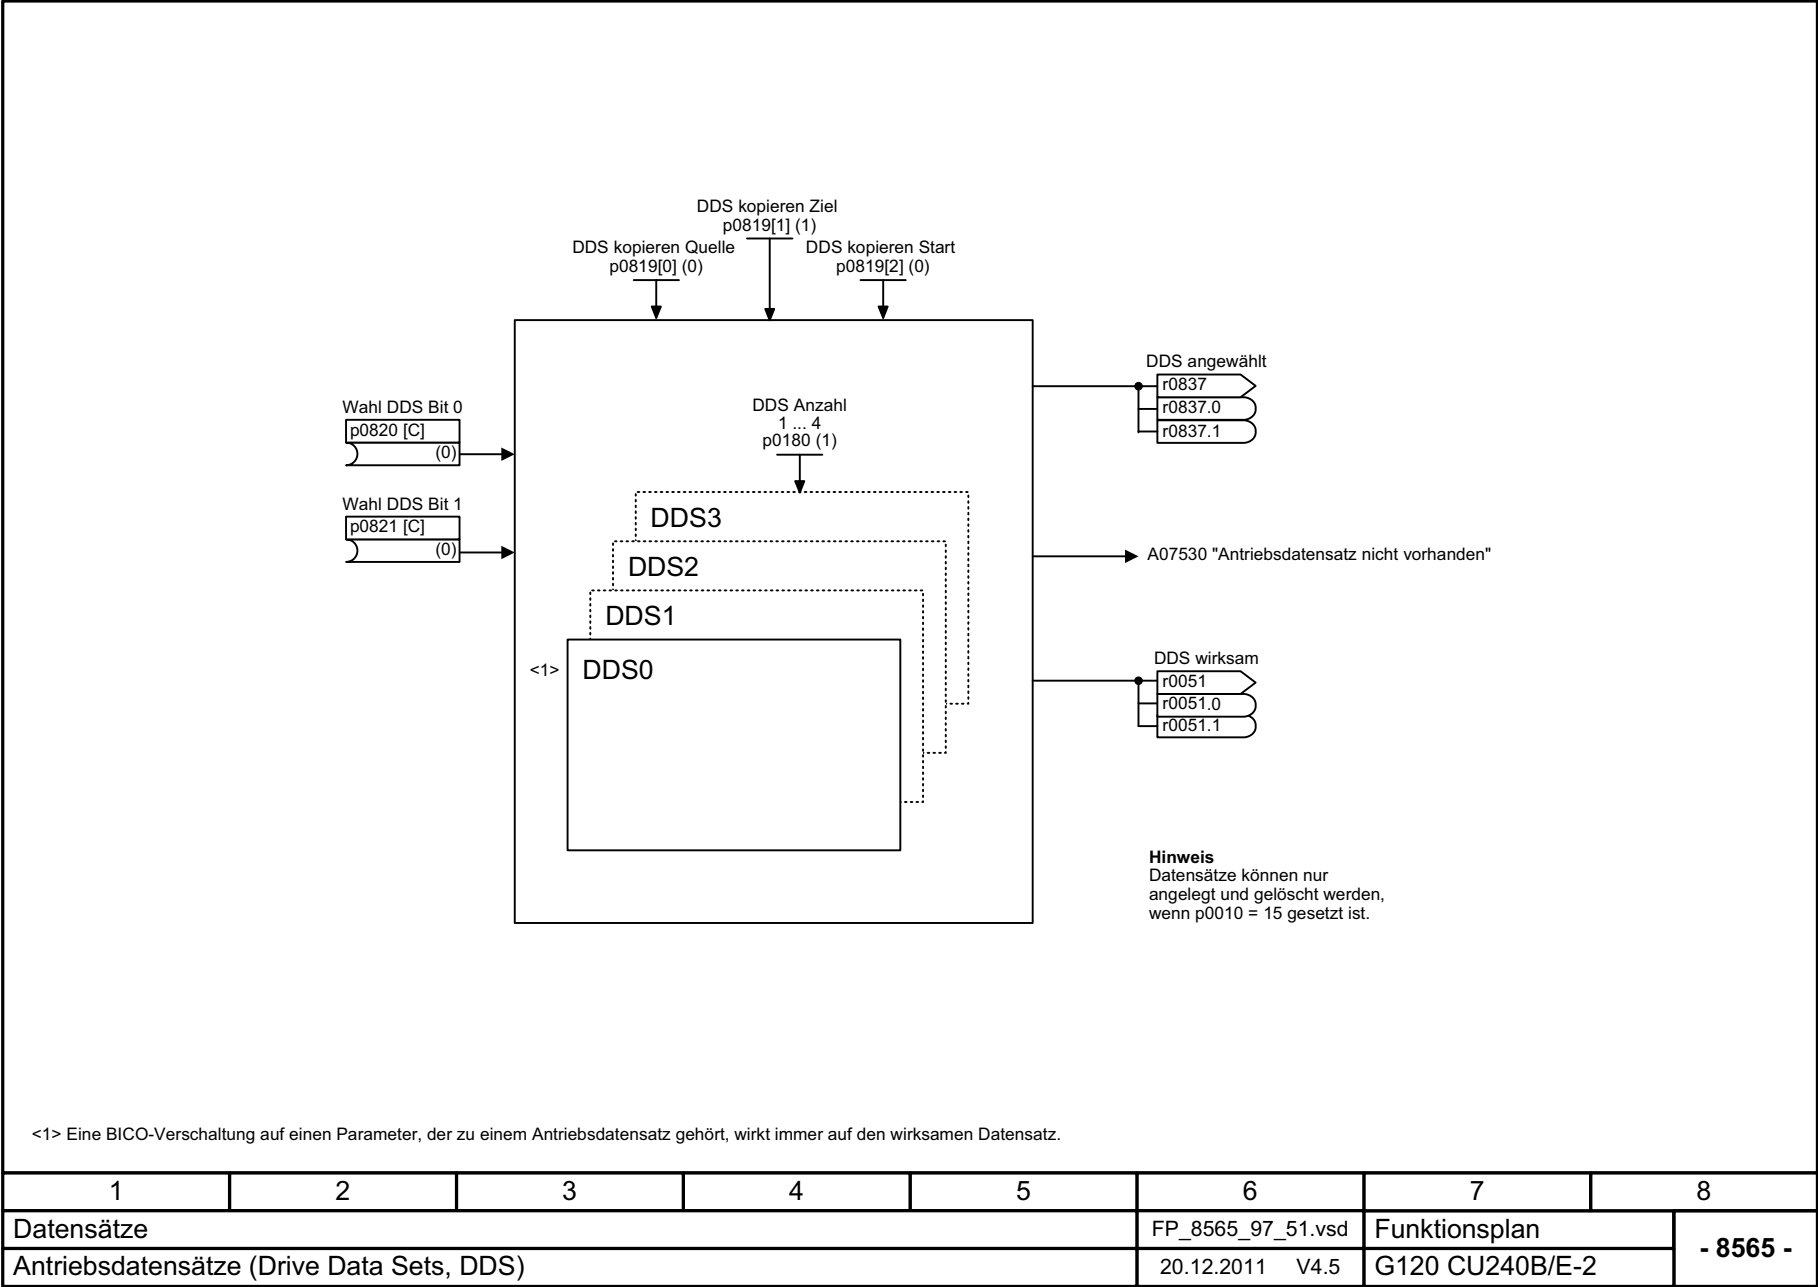 DDS kopieren Ziel
p0819[1] (1)
DDS kopieren Quelle
p0819[0] (0)
DDS kopieren Start
p0819[2] (0)
Wahl DDS Bit 0
p0820 [C]
(0)
Wahl DDS Bit 1
p0821 [C]
(0)
DDS Anzahl
1 ... 4
p0180 (1)
DDS3
DDS2
DDS1
<1>
DDS0
DDS angewählt
r0837
r0837.0
r0837.1
A07530 "Antriebsdatensatz nicht vorhanden"
DDS wirksam
r0051
r0051.0
r0051.1
Hinweis
Datensätze können nur
angelegt und gelöscht werden,
wenn p0010 = 15 gesetzt ist.
<1> Eine BICO-Verschaltung auf einen Parameter, der zu einem Antriebsdatensatz gehört, wirkt immer auf den wirksamen Datensatz.
1 2 3 4 5 6 7 8
Datensätze
FP_8565_97_51.vsd
Funktionsplan
- 8565 -
Antriebsdatensätze (Drive Data Sets, DDS)
20.12.2011 V4.5
G120 CU240B/E-2